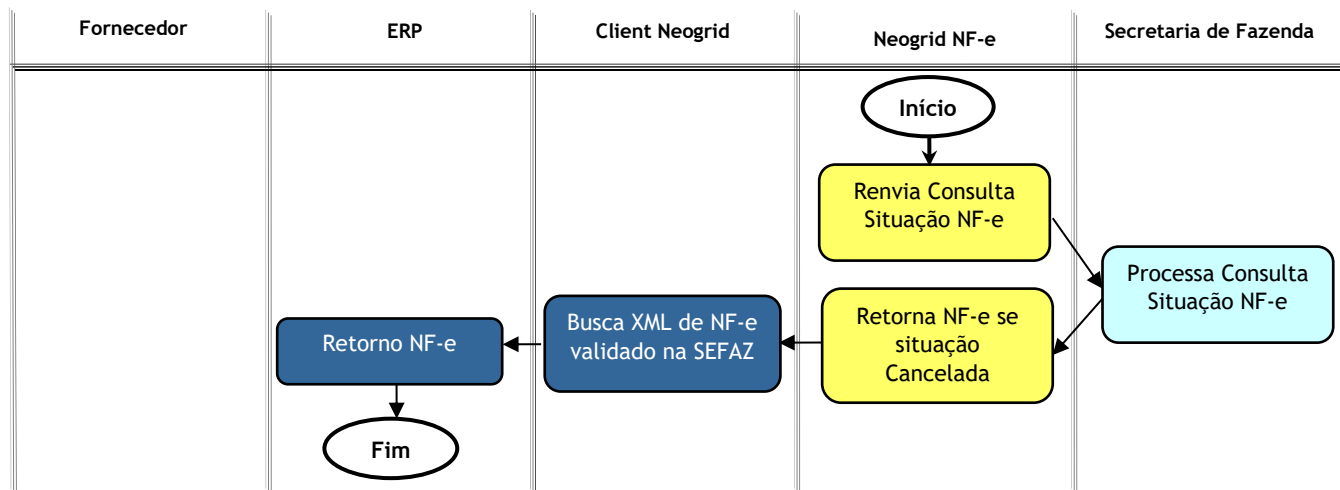 Fornecedor
ERP
Client Neogrid
Neogrid NF-e
Secretaria de Fazenda
Início
Renvia Consulta
Situação NF-e
Processa Consulta
Situação NF-e
Retorna NF-e se
situação
Cancelada
Busca XML de NF-e
validado na SEFAZ
Retorno NF-e
Fim